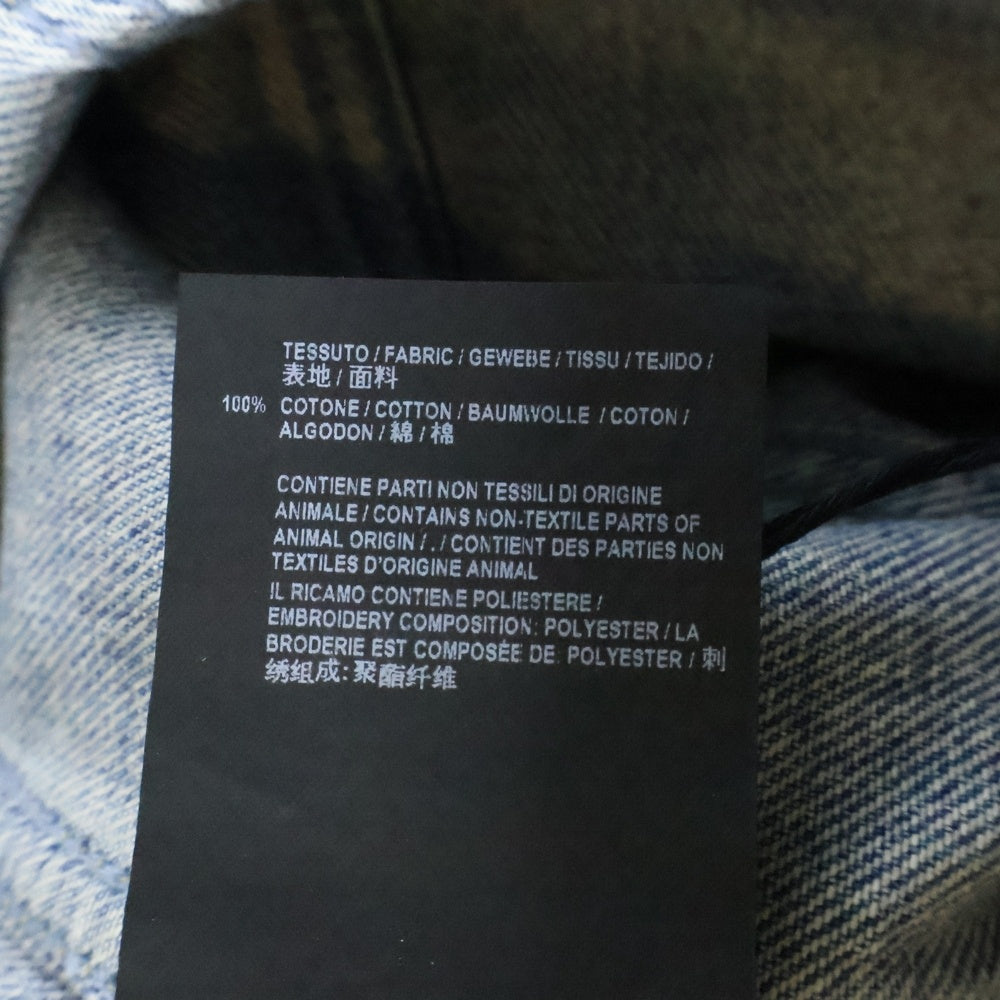 TESSUTO / FABRIC / GEWEBE / TISSU / TEJIDO /
表地 / 面料
100% COTONE / COTTON / BAUMWOLLE / COTON /
ALGODON / 綿 / 棉
CONTIENE PARTI NON TESSILI DI ORIGINE
ANIMALE / CONTAINS NON-TEXTILE PARTS OF
ANIMAL ORIGIN / . / CONTIENT DES PARTIES NON
TEXTILES D'ORIGINE ANIMAL
IL RICAMO CONTIENE POLIESTERE /
EMBROIDERY COMPOSITION: POLYESTER / LA
BRODERIE EST COMPOSÉE DE: POLYESTER / 刺
绣组成: 聚酯纤维